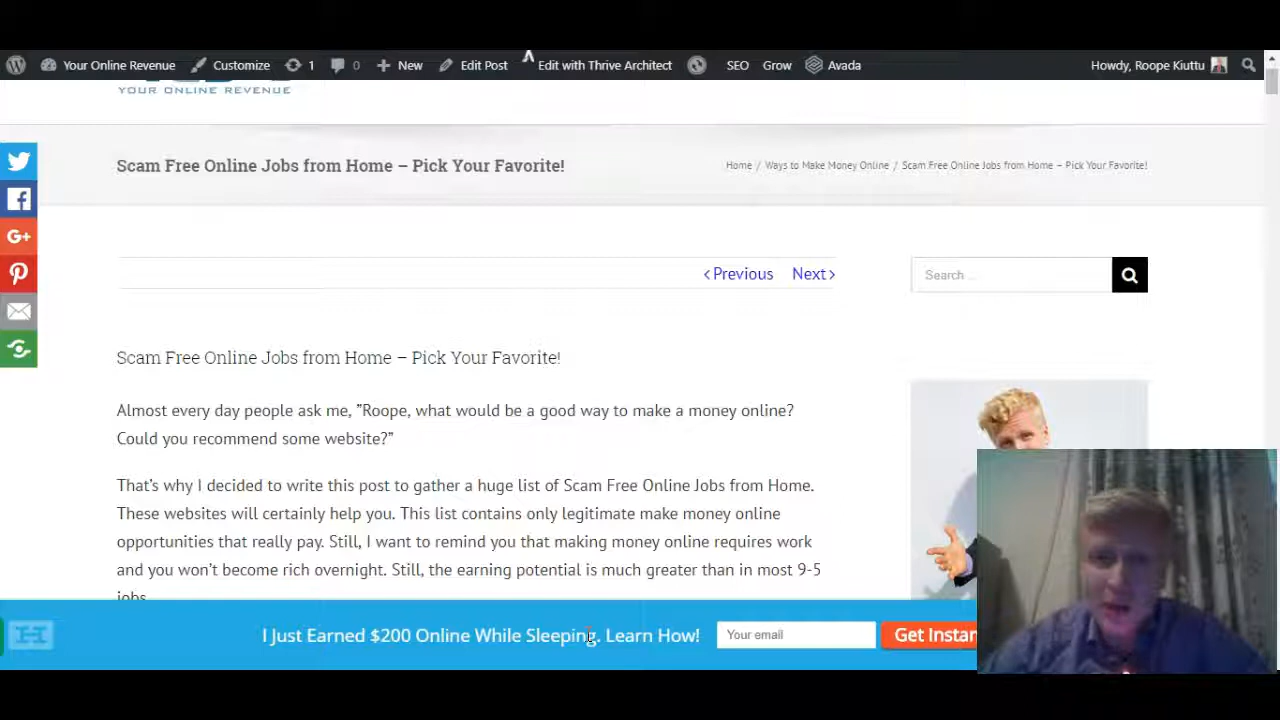 Your Online Revenue Customize 1 0 New Edit Post Edit with Thrive Architect SEO Grow Avada Howdy, Roope Kiuttu
YOUR ONLINE REVENUE
Scam Free Online Jobs from Home – Pick Your Favorite!
Home / Ways to Make Money Online / Scam Free Online Jobs from Home – Pick Your Favorite!
‹ Previous Next ›
Search ...
Scam Free Online Jobs from Home – Pick Your Favorite!
Almost every day people ask me, ”Roope, what would be a good way to make a money online?
Could you recommend some website?”
That’s why I decided to write this post to gather a huge list of Scam Free Online Jobs from Home.
These websites will certainly help you. This list contains only legitimate make money online
opportunities that really pay. Still, I want to remind you that making money online requires work
and you won’t become rich overnight. Still, the earning potential is much greater than in most 9-5
jobs.
I Just Earned $200 Online While Sleeping. Learn How!
Your email
Get Instan